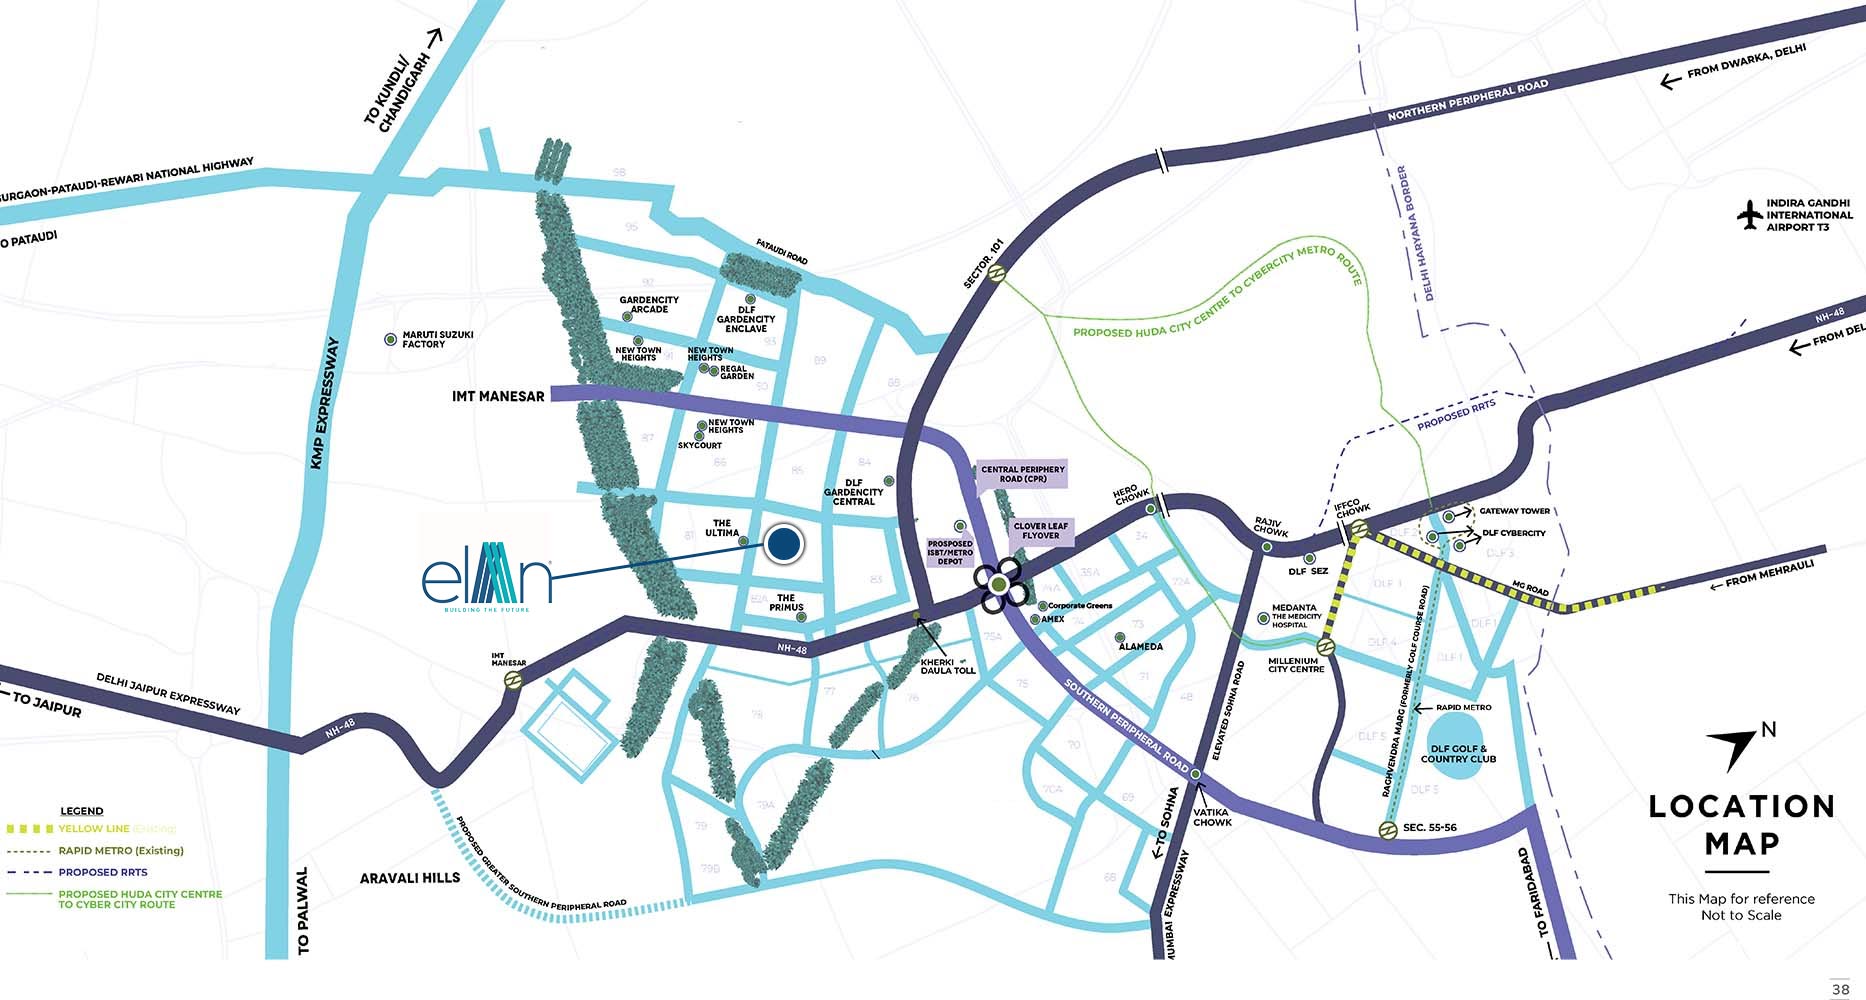 TO KUNDLI/
CHANDIGARH
GURGAON-PATAUDI-REWARI NATIONAL HIGHWAY
O PATAUDI
KMP EXPRESSWAY
MARUTI SUZUKI
FACTORY
IMT MANESAR
98
95
92
PATAUDI ROAD
GARDENCITY
ARCADE
DLF
GARDENCITY
ENCLAVE
93
NEW TOWN
HEIGHTS
91
NEW TOWN
HEIGHTS
REGAL
GARDEN
90
89
88
NEW TOWN
HEIGHTS
SKYCOURT
87
86
85
84
DLF
GARDENCITY
CENTRAL
THE
ULTIMA
81
elan
BUILDING THE FUTURE
83
82A
THE
PRIMUS
SECTOR. 101
NORTHERN PERIPHERAL ROAD
FROM DWARKA, DELHI
DELHI HARYANA BORDER
INDIRA GANDHI
INTERNATIONAL
AIRPORT T3
PROPOSED HUDA CITY CENTRE TO CYBERCITY METRO ROUTE
NH-48
FROM DEL
PROPOSED RRTS
CENTRAL PERIPHERY
ROAD (CPR)
CLOVER LEAF
FLYOVER
PROSPOSED
ISBT/METRO
DEPOT
HERO
CHOWK
RAJIV
CHOWK
IFFCO
CHOWK
GATEWAY TOWER
DLF CYBERCITY
DLF 2
DLF 3
DLF SEZ
MG ROAD
FROM MEHRAULI
34
35A
72A
74A
74
73
Corporate Greens
AMEX
ALAMEDA
MEDANTA
THE MEDICITY
HOSPITAL
MILLENIUM
CITY CENTRE
DLF 4
DLF 1
DLF 1
RAGHVENDRA MARG (FORMERLY GOLF COURSE ROAD)
RAPID METRO
DLF 5
DLF GOLF &
COUNTRY CLUB
DLF 5
SEC. 55-56
KHERKI
DAULA TOLL
NH-48
IMT
MANESAR
75A
75
71
48
70
70A
69
68
76
77
78
79
79A
79B
SOUTHERN PERIPHERAL ROAD
ELEVATED SOHNA ROAD
VATIKA
CHOWK
TO SOHNA
MUMBAI EXPRESSWAY
TO FARIDABAD
DELHI JAIPUR EXPRESSWAY
TO JAIPUR
NH-48
PROPOSED GREATER SOUTHERN PERIPHERAL ROAD
ARAVALI HILLS
TO PALWAL
LEGEND
YELLOW LINE (Existing)
RAPID METRO (Existing)
PROPOSED RRTS
PROPOSED HUDA CITY CENTRE
TO CYBER CITY ROUTE
N
LOCATION
MAP
This Map for reference
Not to Scale
38